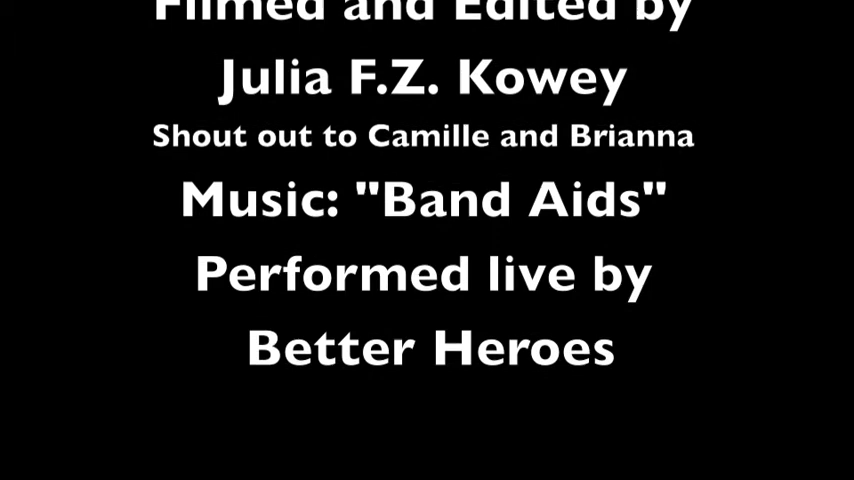 Filmed and Edited by
Julia F.Z. Kowey
Shout out to Camille and Brianna
Music: "Band Aids"
Performed live by
Better Heroes